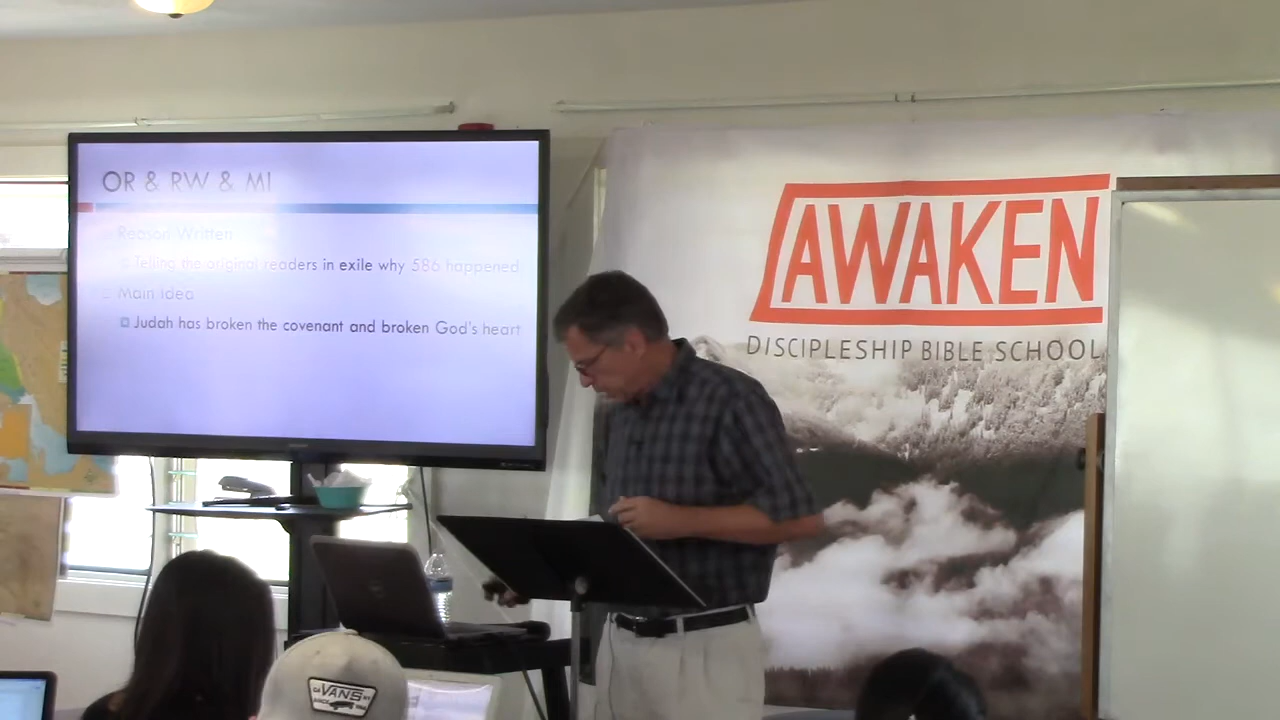 OR & RW & MI
Reason Written
Telling the original readers in exile why 586 happened
Main Idea
Judah has broken the covenant and broken God's heart
AWAKEN
DISCIPLESHIP BIBLE SCHOOL
VANS